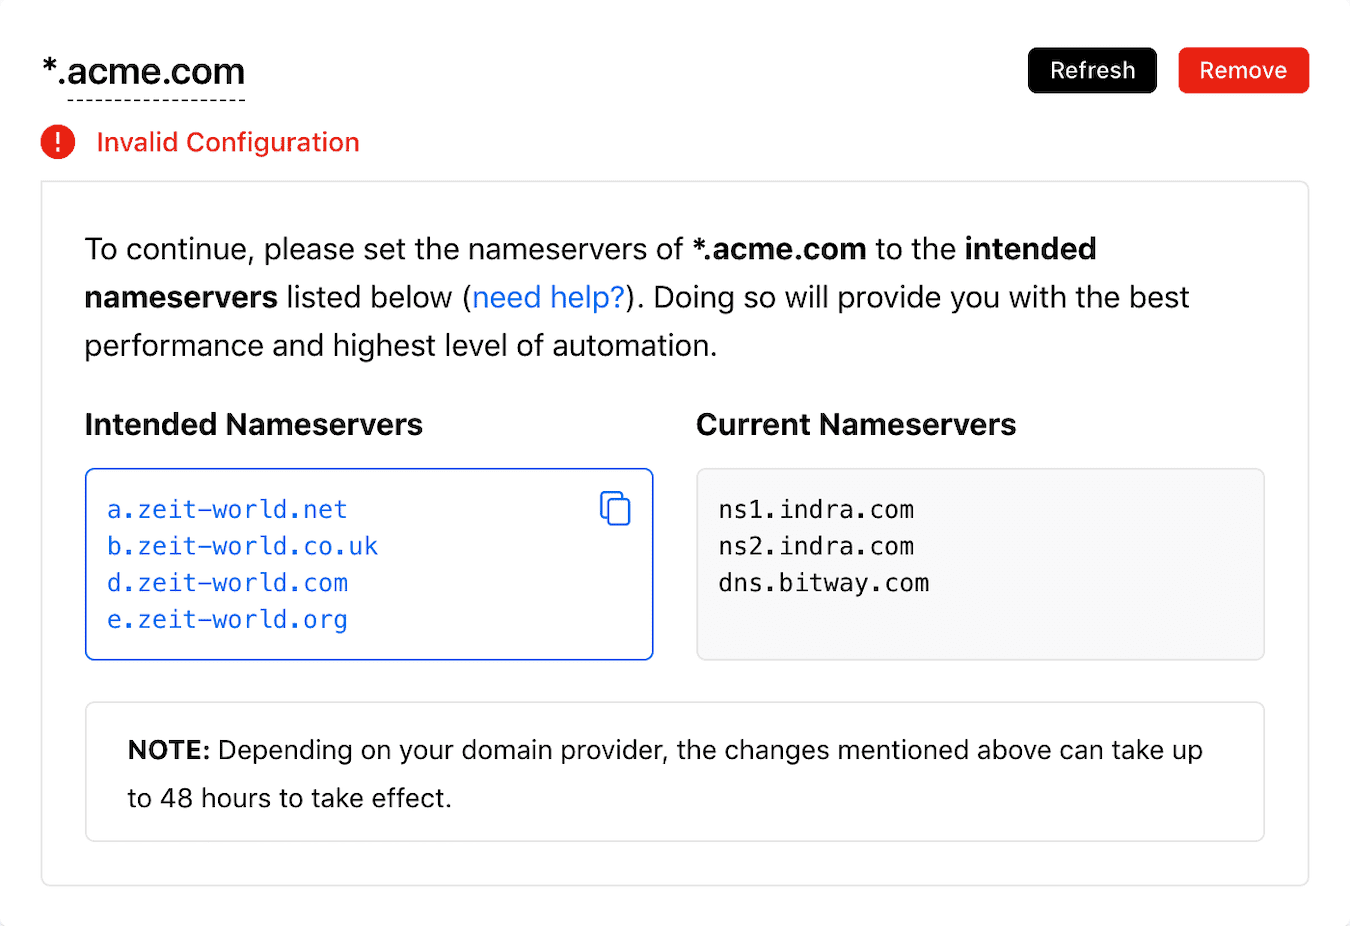 *.acme.com
Refresh
Remove
! Invalid Configuration
To continue, please set the nameservers of *.acme.com to the intended
nameservers listed below (need help?). Doing so will provide you with the best
performance and highest level of automation.
Intended Nameservers
a.zeit-world.net
b.zeit-world.co.uk
d.zeit-world.com
e.zeit-world.org
Current Nameservers
ns1.indra.com
ns2.indra.com
dns.bitway.com
NOTE: Depending on your domain provider, the changes mentioned above can take up
to 48 hours to take effect.